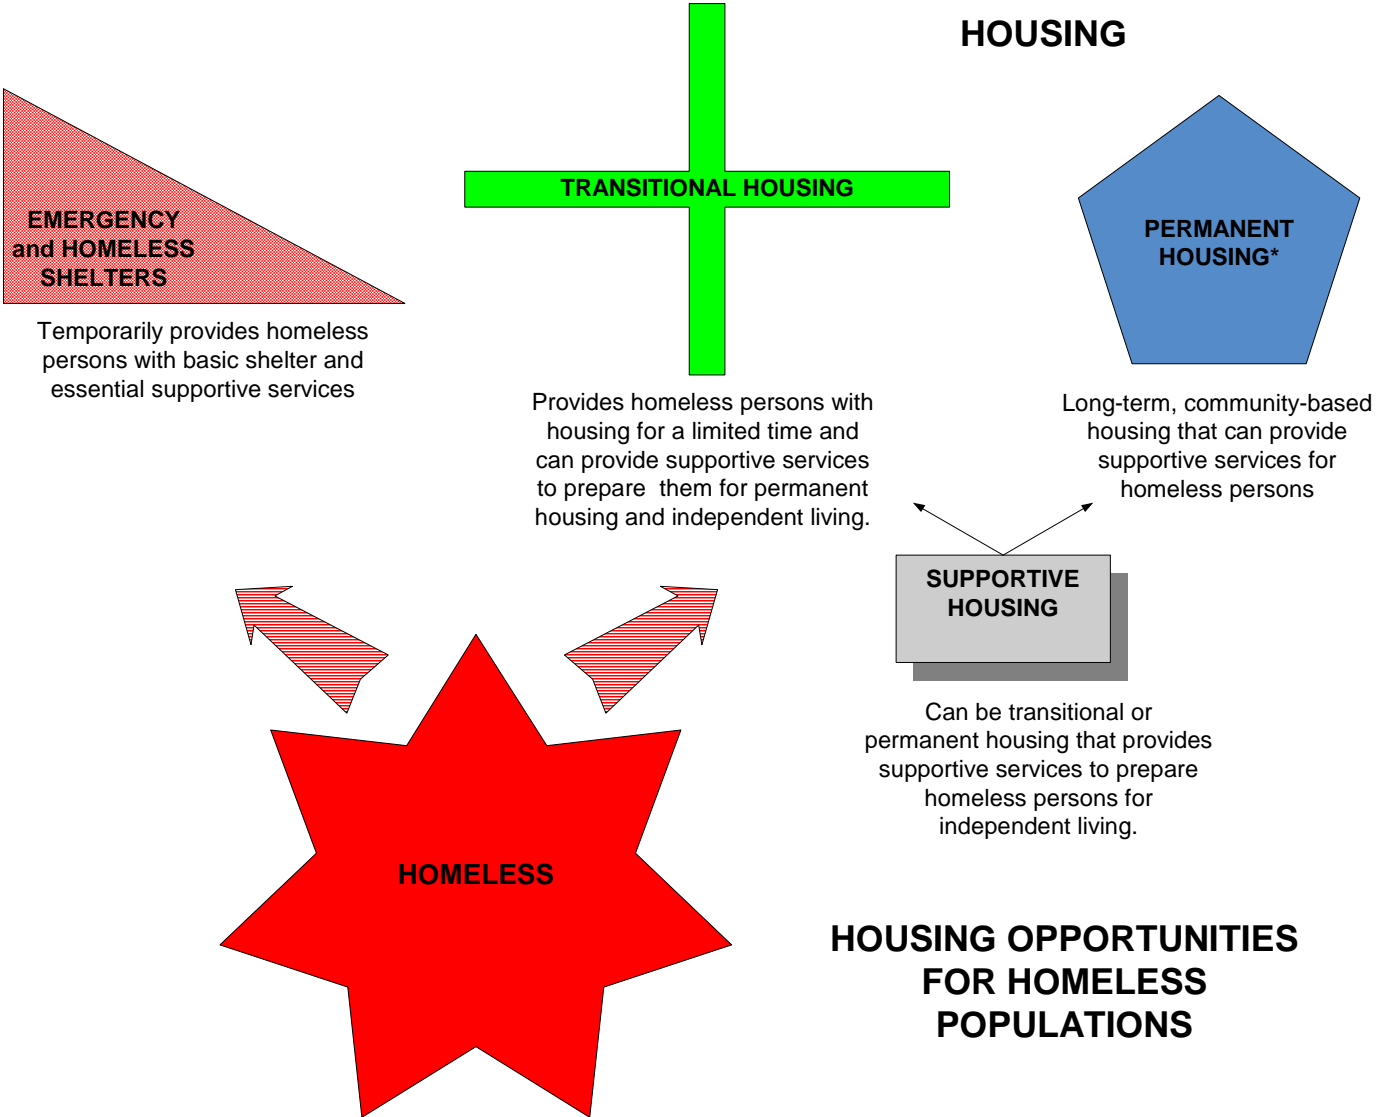 HOUSING
TRANSITIONAL HOUSING
EMERGENCY
and HOMELESS
SHELTERS
PERMANENT
HOUSING*
Temporarily provides homeless
persons with basic shelter and
essential supportive services
Provides homeless persons with
housing for a limited time and
can provide supportive services
to prepare  them for permanent
housing and independent living.
Long-term, community-based
housing that can provide
supportive services for
homeless persons
SUPPORTIVE
HOUSING
Can be transitional or
permanent housing that provides
supportive services to prepare
homeless persons for
independent living.
HOMELESS
HOUSING OPPORTUNITIES
FOR HOMELESS
POPULATIONS